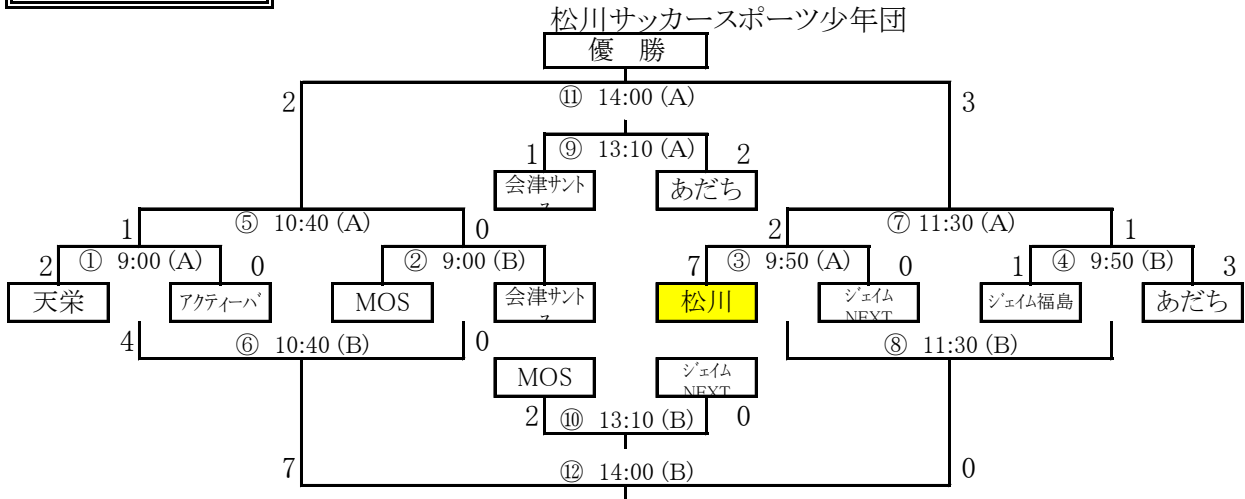 松川サッカースポーツ少年団
優　勝
2 ⑪ 14:00 (A) 3
1 ⑨ 13:10 (A) 2
会津サント あだち
1 ⑤ 10:40 (A) 0 2 ⑦ 11:30 (A) 1
2 ① 9:00 (A) 0 ② 9:00 (B) 7 ③ 9:50 (A) 0 1 ④ 9:50 (B) 3
天栄 アクティーバ MOS 会津サント 松川 ジェイム NEXT ジェイム福島 あだち
4 ⑥ 10:40 (B) 0 ⑧ 11:30 (B)
MOS ジェイム NEXT
2 ⑩ 13:10 (B) 0
7 ⑫ 14:00 (B) 0